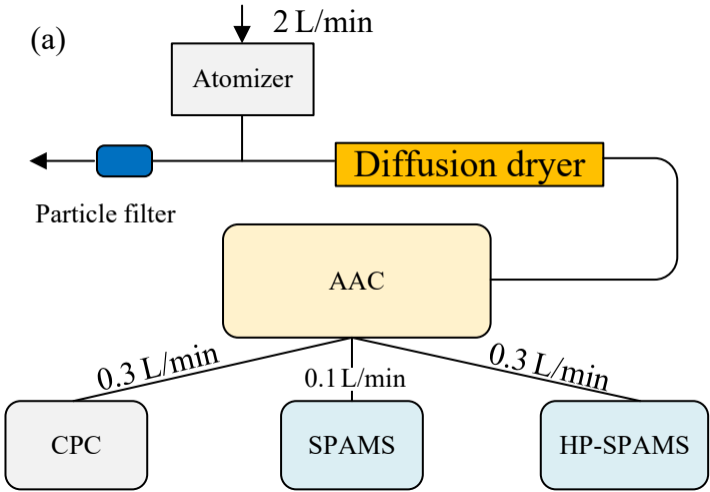 (a)
2 L/min
Atomizer
Diffusion dryer
Particle filter
AAC
0.3 L/min
0.1 L/min
0.3 L/min
CPC
SPAMS
HP-SPAMS